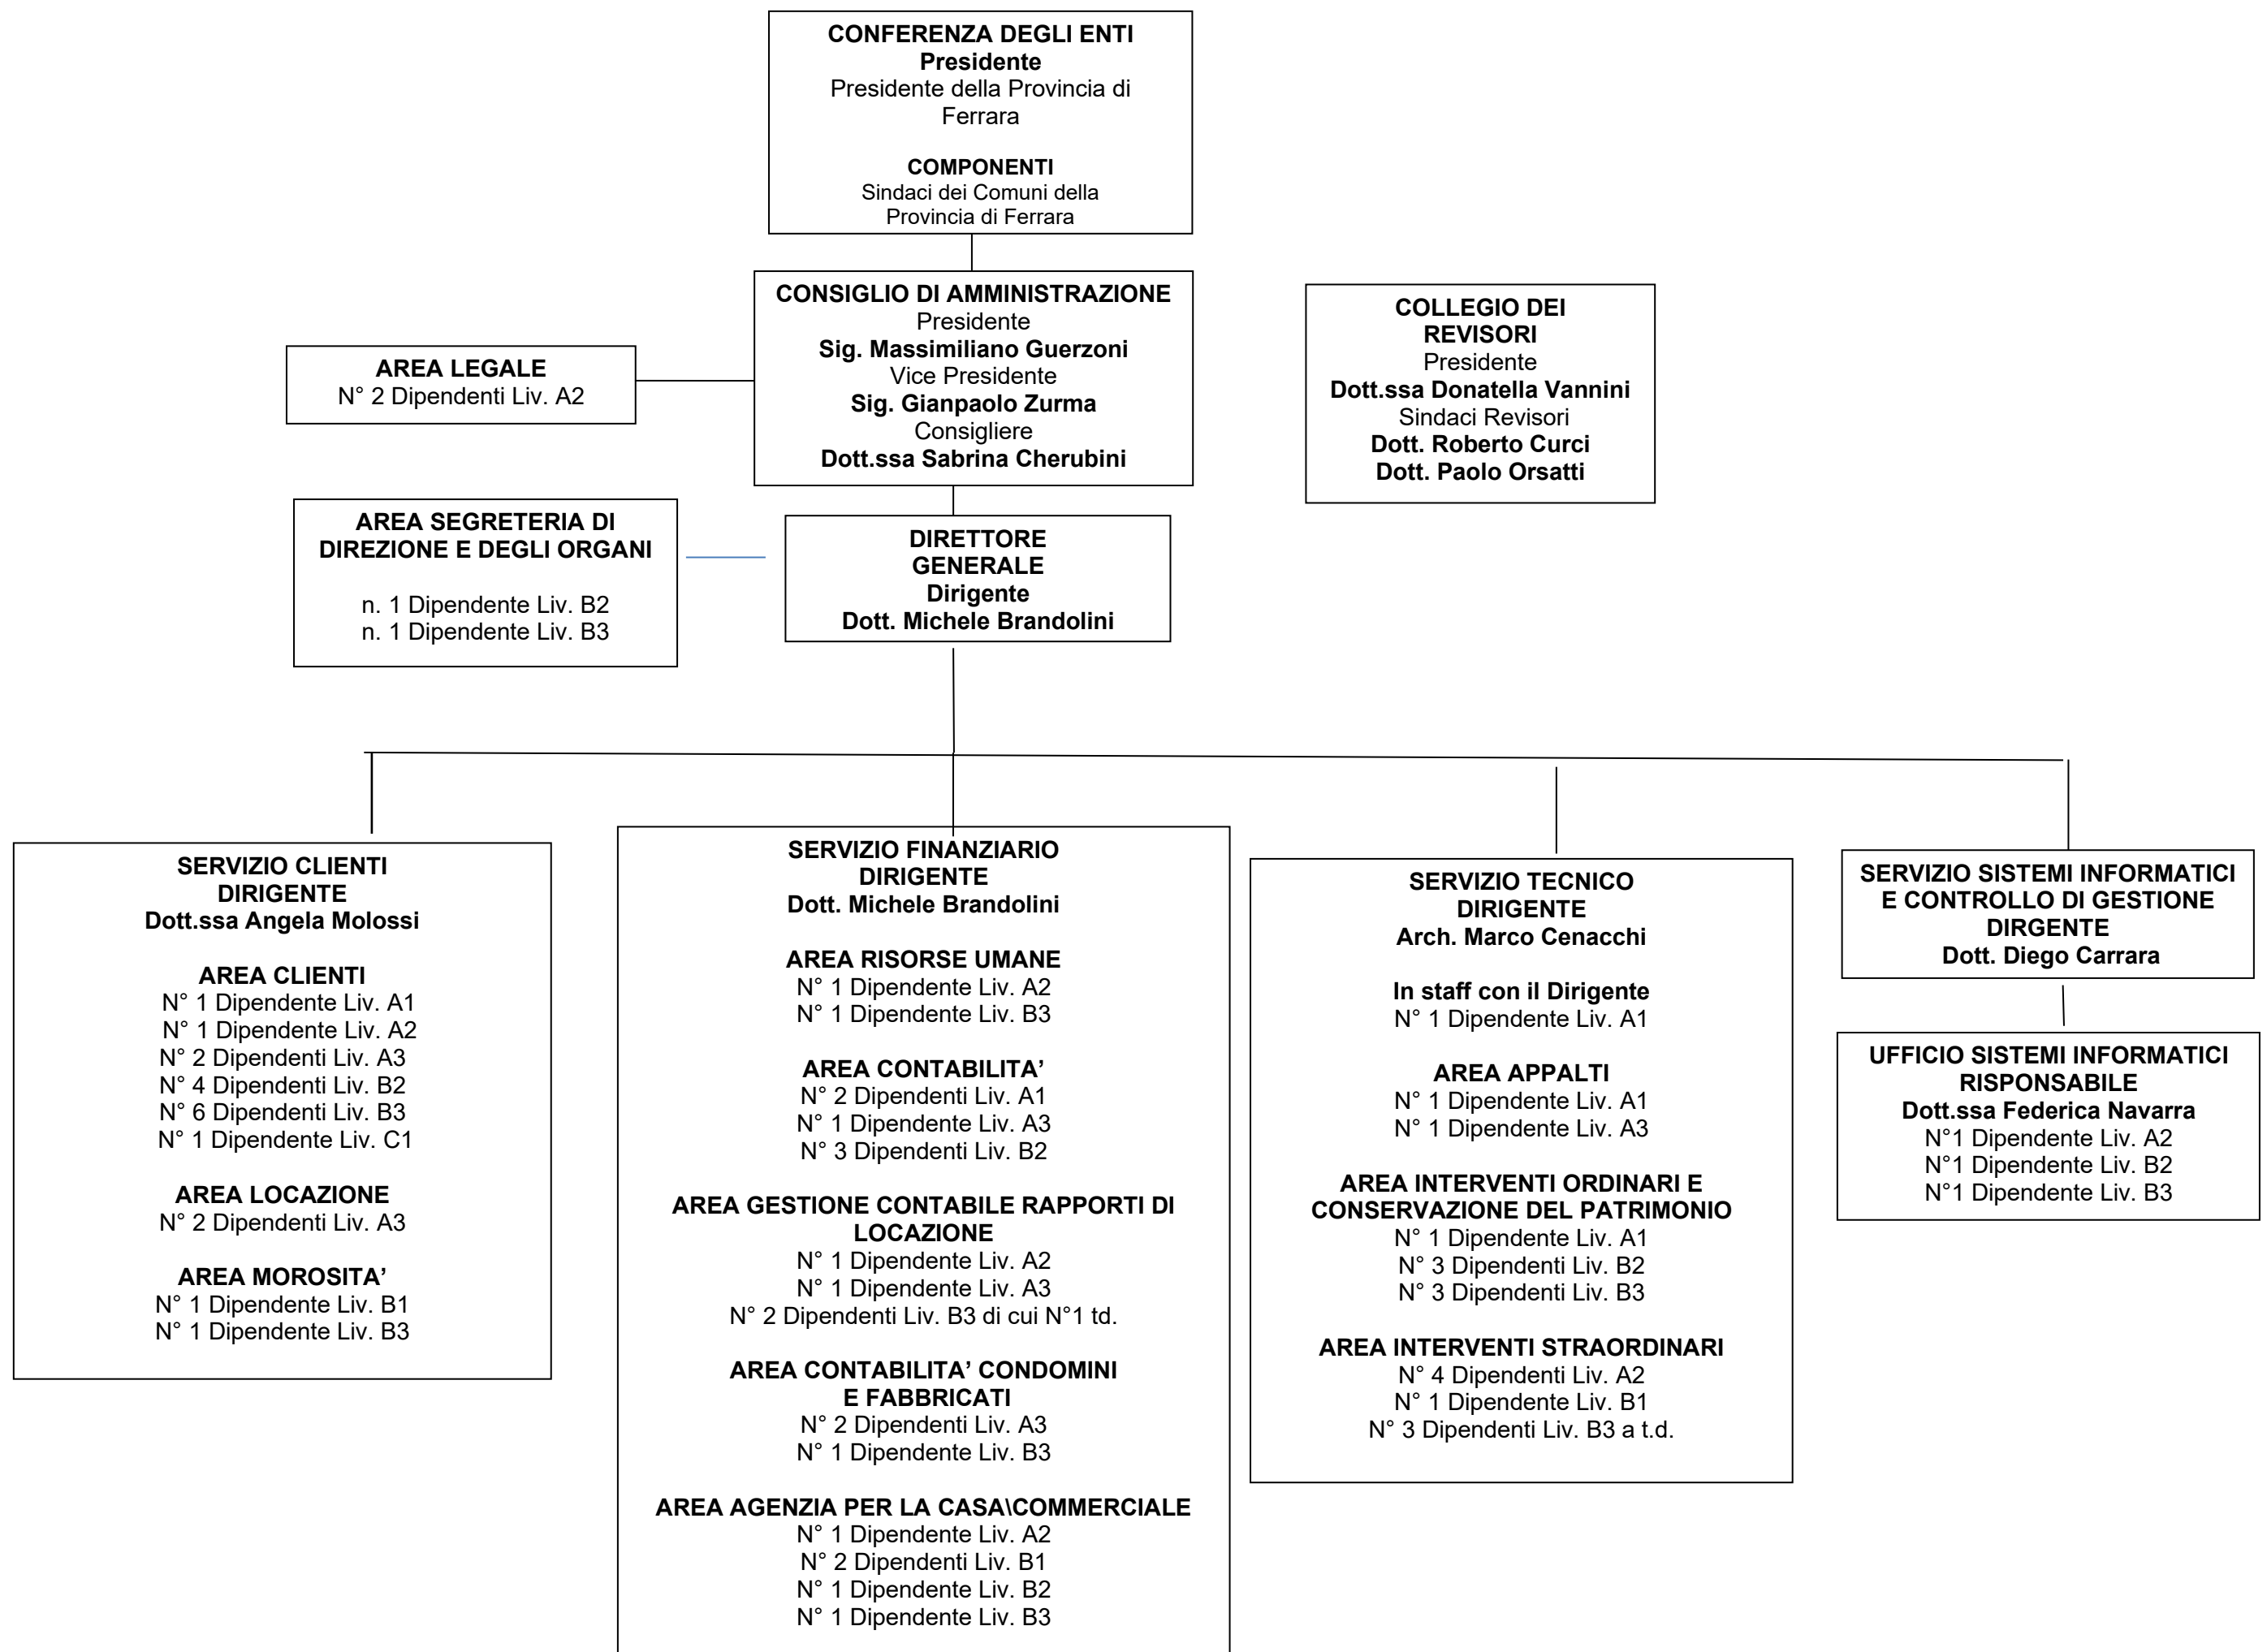 CONFERENZA DEGLI ENTI
Presidente
Presidente della Provincia di
Ferrara
COMPONENTI
Sindaci dei Comuni della
Provincia di Ferrara
CONSIGLIO DI AMMINISTRAZIONE
Presidente
Sig. Massimiliano Guerzoni
Vice Presidente
Sig. Gianpaolo Zurma
Consigliere
Dott.ssa Sabrina Cherubini
COLLEGIO DEI
REVISORI
Presidente
Dott.ssa Donatella Vannini
Sindaci Revisori
Dott. Roberto Curci
Dott. Paolo Orsatti
AREA LEGALE
N° 2 Dipendenti Liv. A2
AREA SEGRETERIA DI
DIREZIONE E DEGLI ORGANI
n. 1 Dipendente Liv. B2
n. 1 Dipendente Liv. B3
DIRETTORE
GENERALE
Dirigente
Dott. Michele Brandolini
SERVIZIO CLIENTI
DIRIGENTE
Dott.ssa Angela Molossi
AREA CLIENTI
N° 1 Dipendente Liv. A1
N° 1 Dipendente Liv. A2
N° 2 Dipendenti Liv. A3
N° 4 Dipendenti Liv. B2
N° 6 Dipendenti Liv. B3
N° 1 Dipendente Liv. C1
AREA LOCAZIONE
N° 2 Dipendenti Liv. A3
AREA MOROSITA’
N° 1 Dipendente Liv. B1
N° 1 Dipendente Liv. B3
SERVIZIO FINANZIARIO
DIRIGENTE
Dott. Michele Brandolini
AREA RISORSE UMANE
N° 1 Dipendente Liv. A2
N° 1 Dipendente Liv. B3
AREA CONTABILITA’
N° 2 Dipendenti Liv. A1
N° 1 Dipendente Liv. A3
N° 3 Dipendenti Liv. B2
AREA GESTIONE CONTABILE RAPPORTI DI
LOCAZIONE
N° 1 Dipendente Liv. A2
N° 1 Dipendente Liv. A3
N° 2 Dipendenti Liv. B3 di cui N°1 td.
AREA CONTABILITA’ CONDOMINI
E FABBRICATI
N° 2 Dipendenti Liv. A3
N° 1 Dipendente Liv. B3
AREA AGENZIA PER LA CASA\COMMERCIALE
N° 1 Dipendente Liv. A2
N° 2 Dipendenti Liv. B1
N° 1 Dipendente Liv. B2
N° 1 Dipendente Liv. B3
SERVIZIO TECNICO
DIRIGENTE
Arch. Marco Cenacchi
In staff con il Dirigente
N° 1 Dipendente Liv. A1
AREA APPALTI
N° 1 Dipendente Liv. A1
N° 1 Dipendente Liv. A3
AREA INTERVENTI ORDINARI E
CONSERVAZIONE DEL PATRIMONIO
N° 1 Dipendente Liv. A1
N° 3 Dipendenti Liv. B2
N° 3 Dipendenti Liv. B3
AREA INTERVENTI STRAORDINARI
N° 4 Dipendenti Liv. A2
N° 1 Dipendente Liv. B1
N° 3 Dipendenti Liv. B3 a t.d.
SERVIZIO SISTEMI INFORMATICI
E CONTROLLO DI GESTIONE
DIRGENTE
Dott. Diego Carrara
UFFICIO SISTEMI INFORMATICI
RISPONSABILE
Dott.ssa Federica Navarra
N°1 Dipendente Liv. A2
N°1 Dipendente Liv. B2
N°1 Dipendente Liv. B3